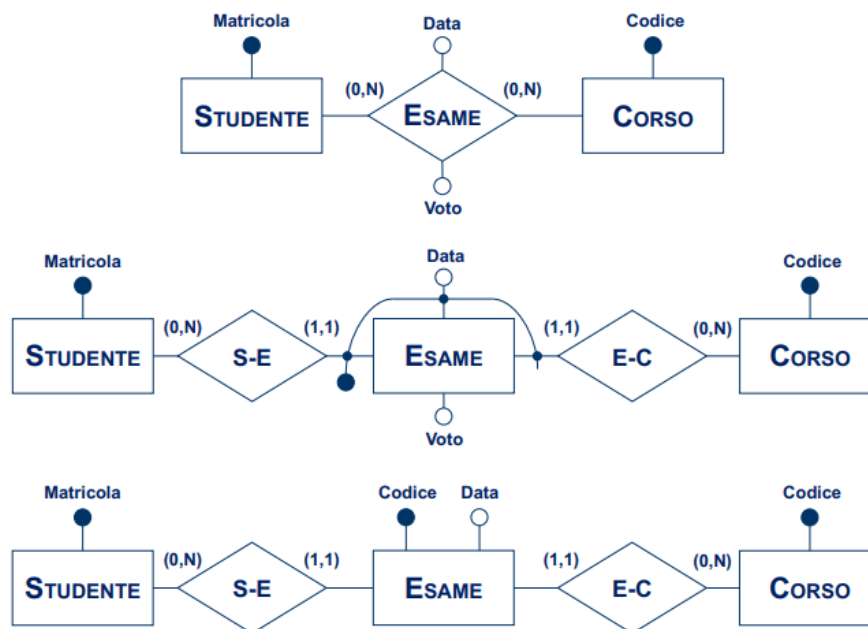 Matricola Data Codice
(0,N) (0,N)
STUDENTE ESAME CORSO
Voto
Data
Matricola Codice
(0,N) (1,1) (1,1) (0,N)
STUDENTE S-E ESAME E-C CORSO
Voto
Matricola Codice Data Codice
(0,N) (1,1) (1,1) (0,N)
STUDENTE S-E ESAME E-C CORSO